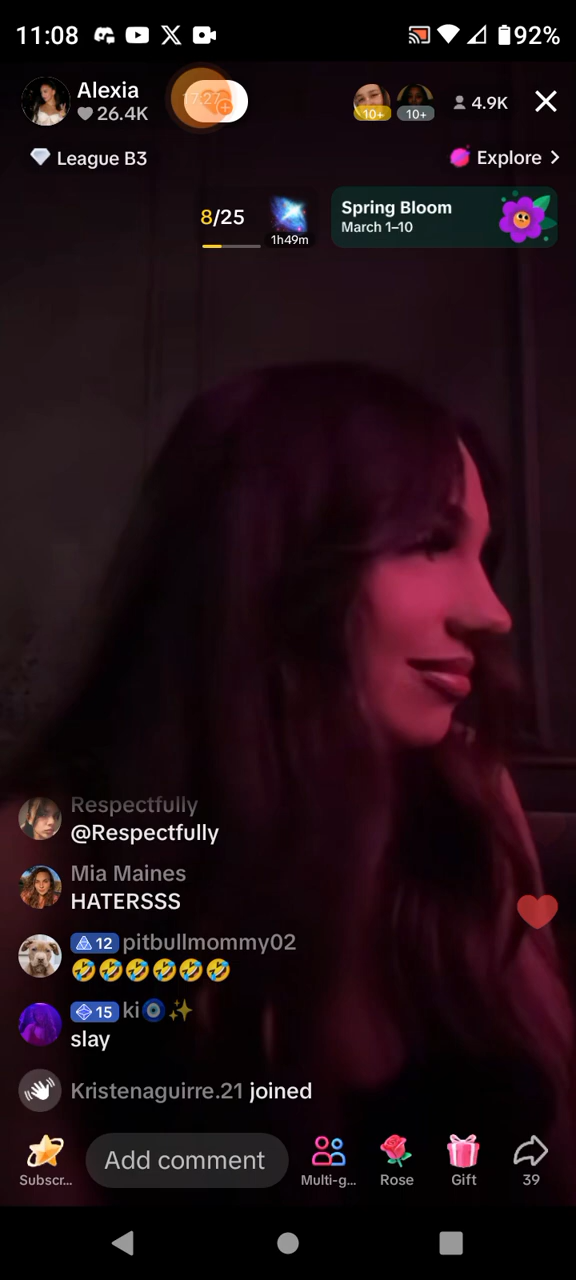 11:08
92%
Alexia
26.4K
17:27
10+
10+
4.9K
League B3
Explore
8/25
1h49m
Spring Bloom
March 1–10
Respectfully
@Respectfully
Mia Maines
HATERSSS
12 pitbullmommy02
🤣🤣🤣🤣🤣🤣
15 ki🧿✨
slay
Kristenaguirre.21 joined
Subscr...
Add comment
Multi-g...
Rose
Gift
39